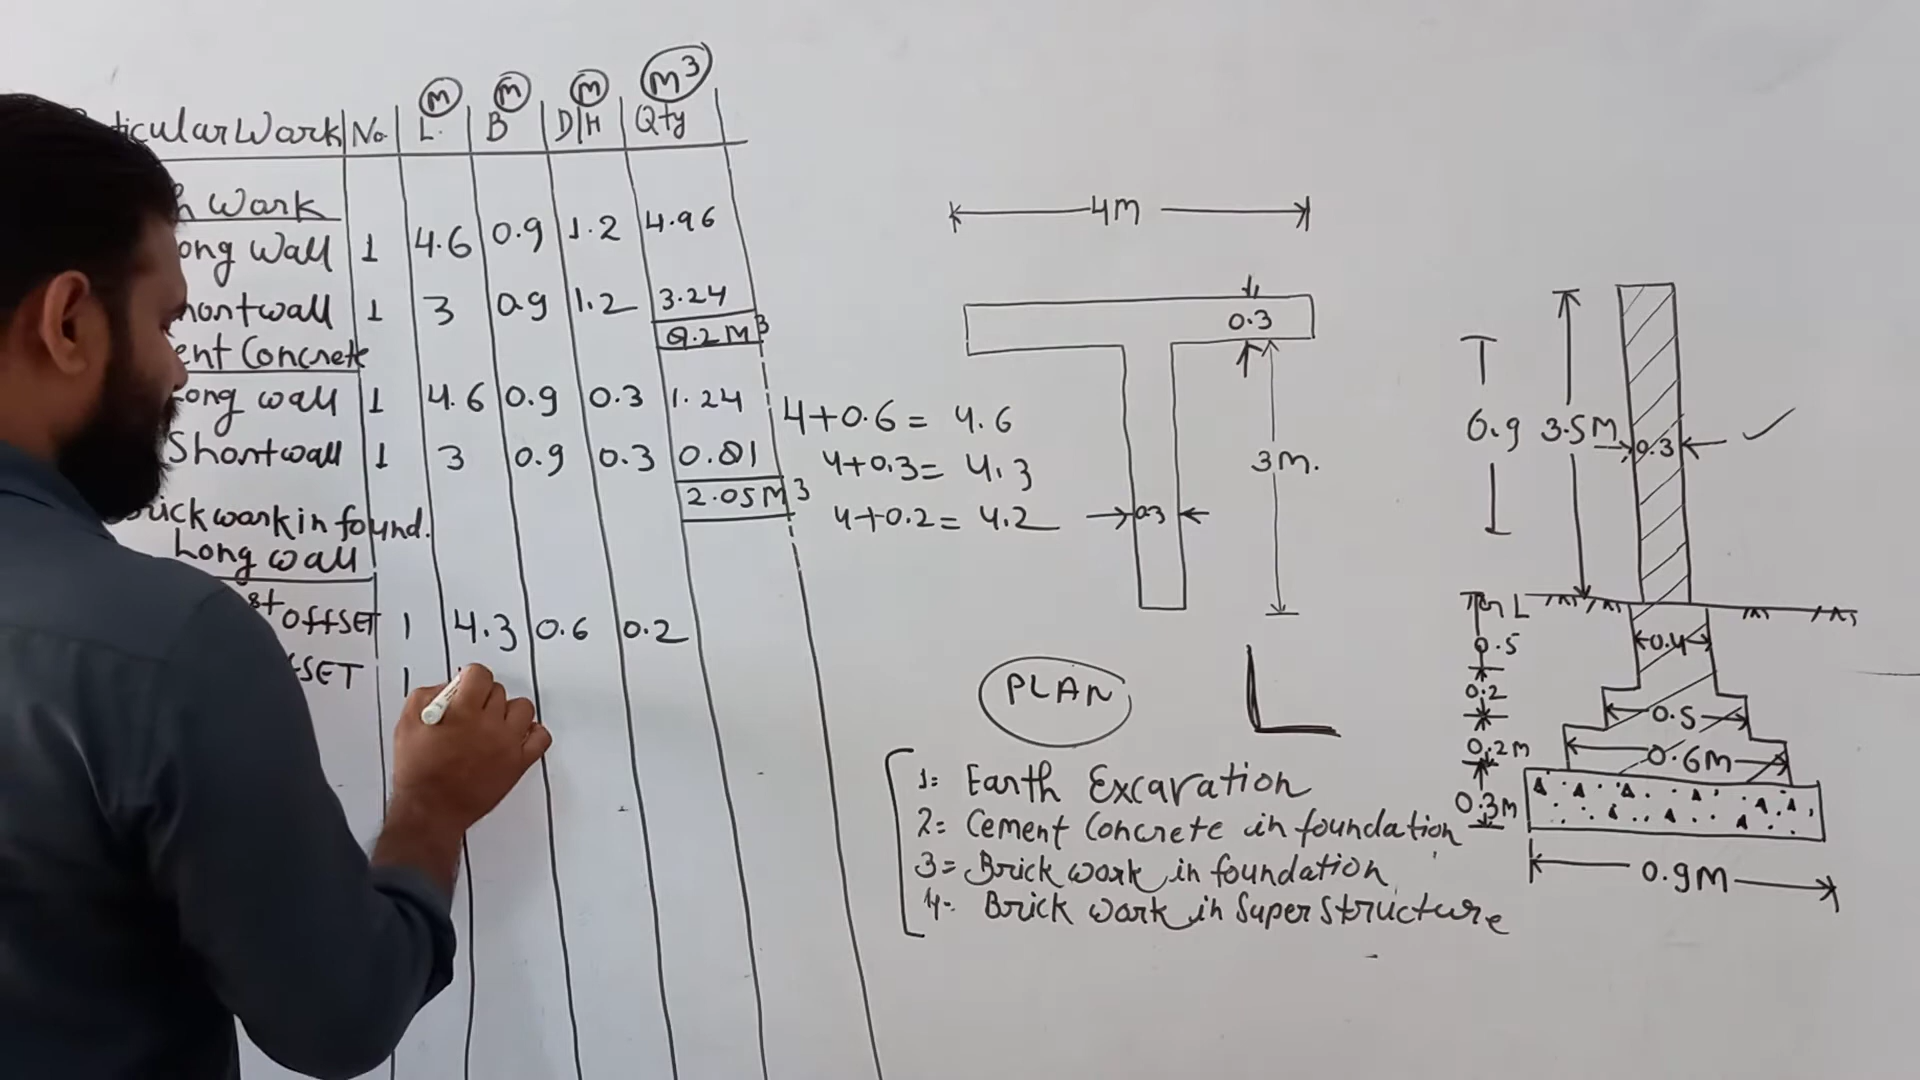 ticular Work No. L. B D/H Qty
m m m m³
h Work
ong Wall 1 4.6 0.9 1.2 4.96
hortwall 1 3 0.9 1.2 3.24
8.2 M³
ent Concrete
Long wall 1 4.6 0.9 0.3 1.24
Shortwall 1 3 0.9 0.3 0.81
2.05 M³
rick work in found.
Long wall
st OFFSET 1 4.3 0.6 0.2
SET 1
4+0.6= 4.6
4+0.3= 4.3
4+0.2= 4.2
4M
0.3
3M.
0.3
PLAN
1= Earth Excavation
2= Cement Concrete in foundation
3= Brick work in foundation
4= Brick work in Super Structure
0.9
3.5M
0.3
0.5
0.4
0.2
0.5
0.2M
0.6M
0.3M
0.9M